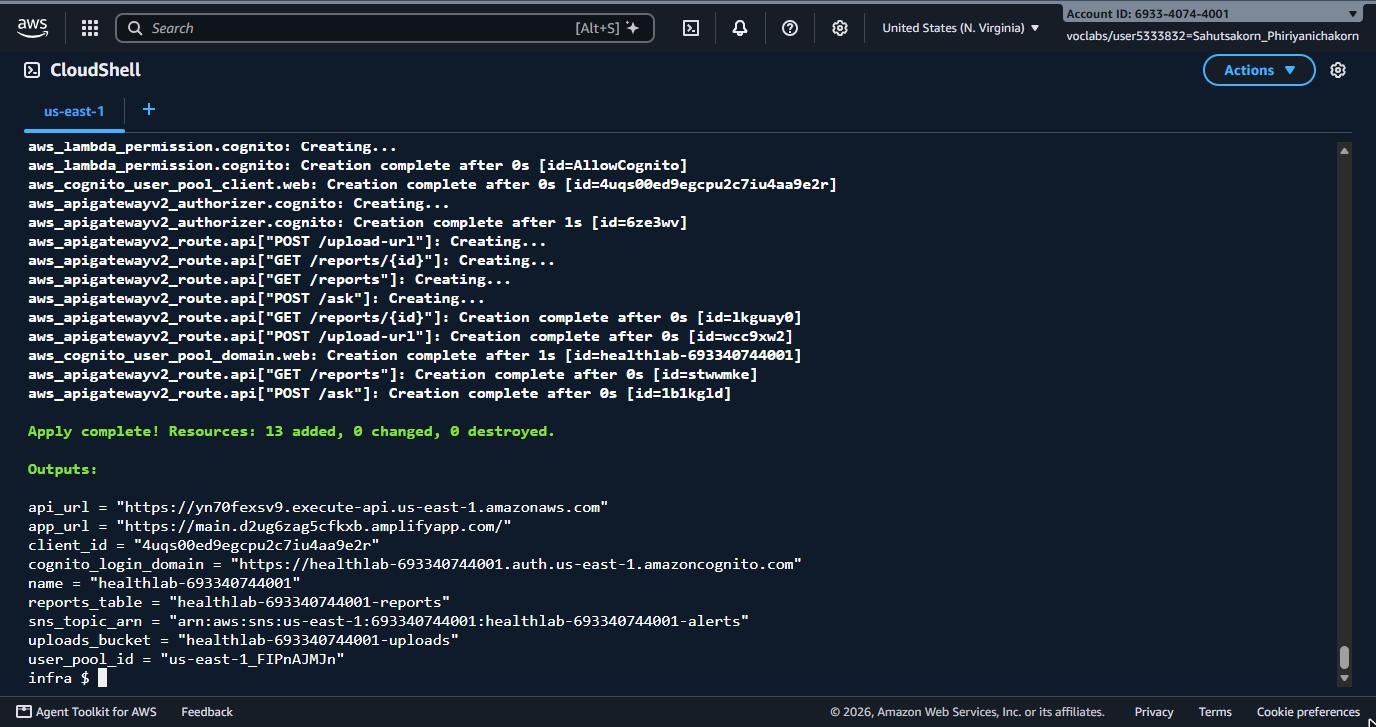 aws
Search
[Alt+S]
United States (N. Virginia)
Account ID: 6933-4074-4001
voclabs/user5333832=Sahutsakorn_Phiriyanichakorn
CloudShell
Actions
us-east-1
+
aws_lambda_permission.cognito: Creating...
aws_lambda_permission.cognito: Creation complete after 0s [id=AllowCognito]
aws_cognito_user_pool_client.web: Creation complete after 0s [id=4uqs00ed9egcpu2c7iu4aa9e2r]
aws_apigatewayv2_authorizer.cognito: Creating...
aws_apigatewayv2_authorizer.cognito: Creation complete after 1s [id=6ze3wv]
aws_apigatewayv2_route.api["POST /upload-url"]: Creating...
aws_apigatewayv2_route.api["GET /reports/{id}"]: Creating...
aws_apigatewayv2_route.api["GET /reports"]: Creating...
aws_apigatewayv2_route.api["POST /ask"]: Creating...
aws_apigatewayv2_route.api["GET /reports/{id}"]: Creation complete after 0s [id=lkguay0]
aws_apigatewayv2_route.api["POST /upload-url"]: Creation complete after 0s [id=wcc9xw2]
aws_cognito_user_pool_domain.web: Creation complete after 1s [id=healthlab-693340744001]
aws_apigatewayv2_route.api["GET /reports"]: Creation complete after 0s [id=stwwmke]
aws_apigatewayv2_route.api["POST /ask"]: Creation complete after 0s [id=1b1kgld]
Apply complete! Resources: 13 added, 0 changed, 0 destroyed.
Outputs:
api_url = "https://yn70fexsv9.execute-api.us-east-1.amazonaws.com"
app_url = "https://main.d2ug6zag5cfkxb.amplifyapp.com/"
client_id = "4uqs00ed9egcpu2c7iu4aa9e2r"
cognito_login_domain = "https://healthlab-693340744001.auth.us-east-1.amazoncognito.com"
name = "healthlab-693340744001"
reports_table = "healthlab-693340744001-reports"
sns_topic_arn = "arn:aws:sns:us-east-1:693340744001:healthlab-693340744001-alerts"
uploads_bucket = "healthlab-693340744001-uploads"
user_pool_id = "us-east-1_FIPnAJMJn"
infra $
Agent Toolkit for AWS
Feedback
© 2026, Amazon Web Services, Inc. or its affiliates.
Privacy
Terms
Cookie preferences